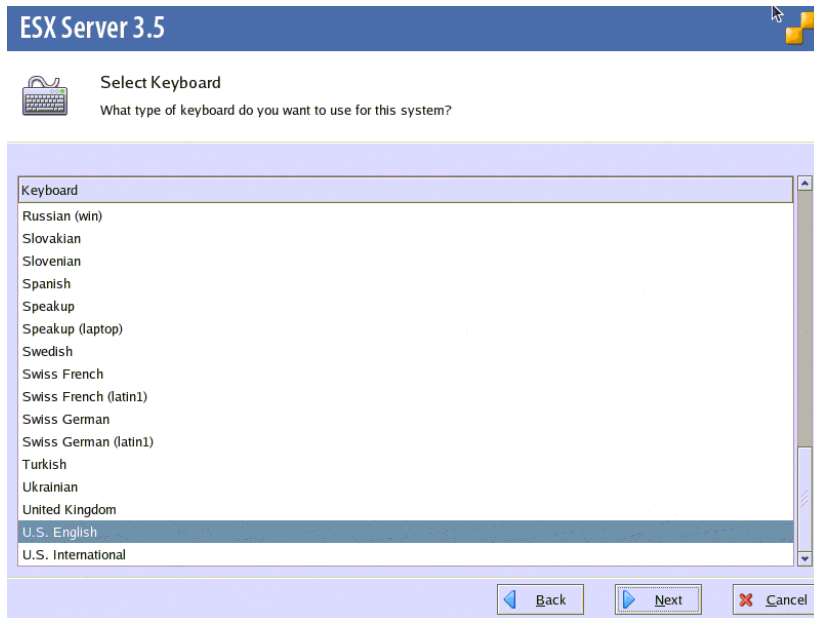 ESX Server 3.5
Select Keyboard
What type of keyboard do you want to use for this system?
Keyboard
Russian (win)
Slovakian
Slovenian
Spanish
Speakup
Speakup (laptop)
Swedish
Swiss French
Swiss French (latin1)
Swiss German
Swiss German (latin1)
Turkish
Ukrainian
United Kingdom
U.S. English
U.S. International
Back Next Cancel